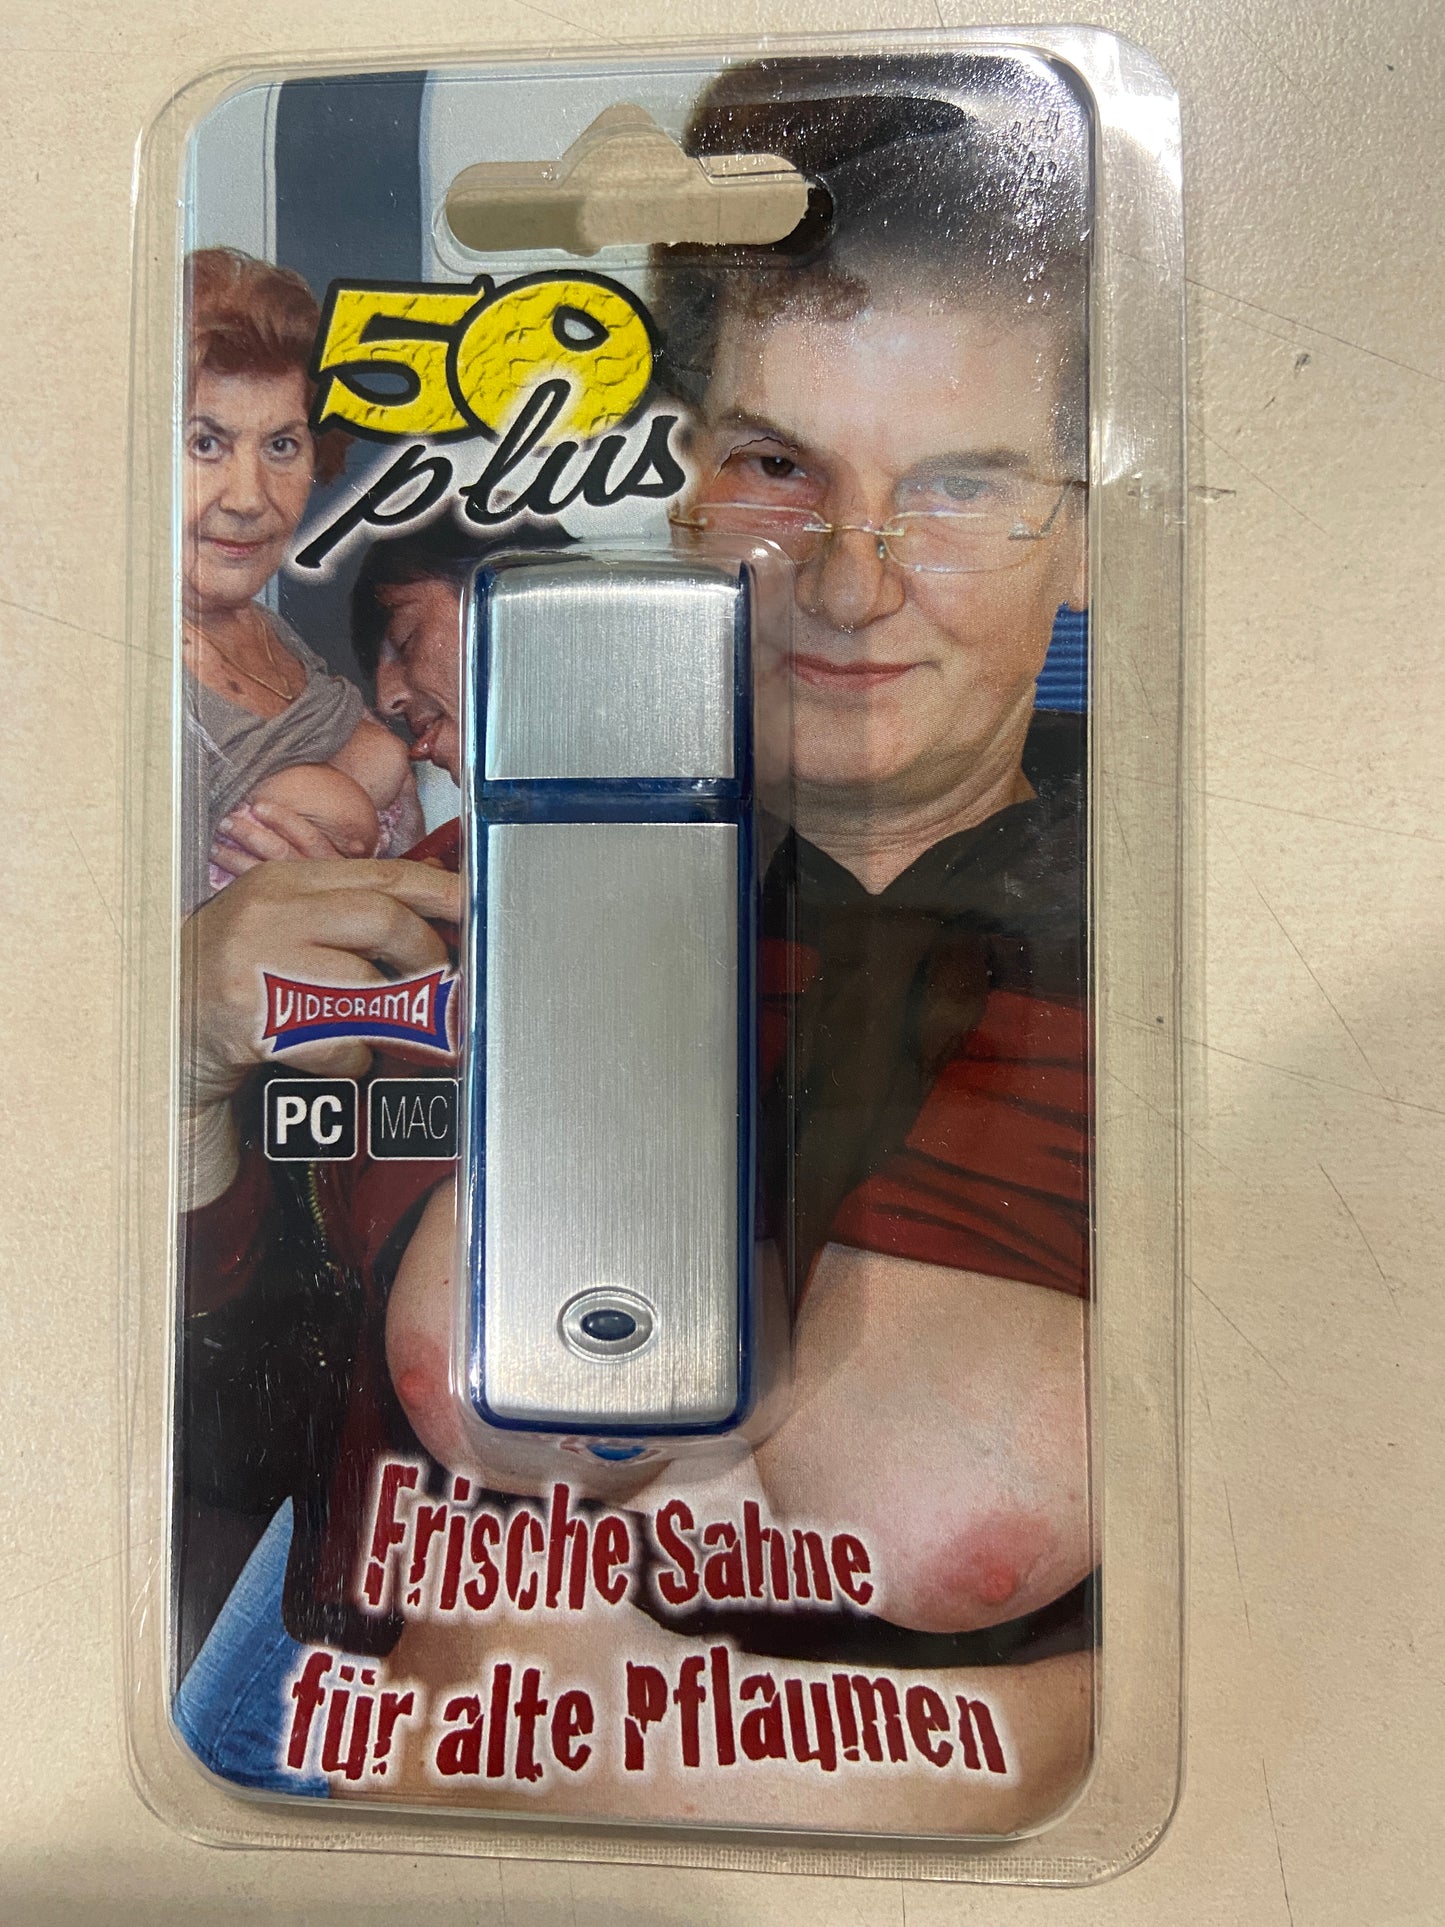 50
plus
VIDEORAMA
PC MAC
Frische Sahne
für alte Pflaumen